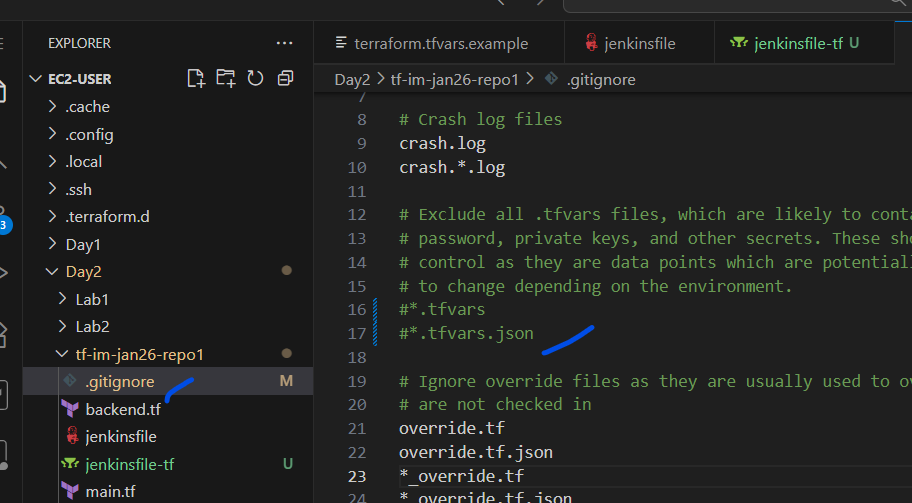 EXPLORER
EC2-USER
.cache
.config
.local
.ssh
.terraform.d
Day1
Day2
Lab1
Lab2
tf-im-jan26-repo1
.gitignore M
backend.tf
jenkinsfile
jenkinsfile-tf U
main.tf
3
terraform.tfvars.example
jenkinsfile
jenkinsfile-tf U
Day2 > tf-im-jan26-repo1 > .gitignore
7
8 # Crash log files
9 crash.log
10 crash.*.log
11
12 # Exclude all .tfvars files, which are likely to
13 # password, private keys, and other secrets. These
14 # control as they are data points which are
15 # to change depending on the environment.
16 #*.tfvars
17 #*.tfvars.json
18
19 # Ignore override files as they are usually used to
20 # are not checked in
21 override.tf
22 override.tf.json
23 *_override.tf
24 *_override.tf.json